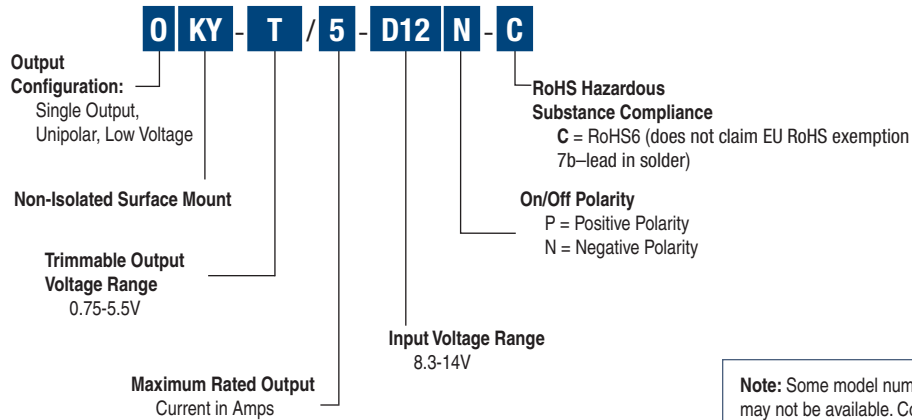 O KY - T / 5 - D12 N - C
Output
Configuration:
Single Output,
Unipolar, Low Voltage
Non-Isolated Surface Mount
Trimmable Output
Voltage Range
0.75-5.5V
Maximum Rated Output
Current in Amps
Input Voltage Range
8.3-14V
On/Off Polarity
P = Positive Polarity
N = Negative Polarity
RoHS Hazardous
Substance Compliance
C = RoHS6 (does not claim EU RoHS exemption
7b–lead in solder)
Note: Some model num
may not be available. Co